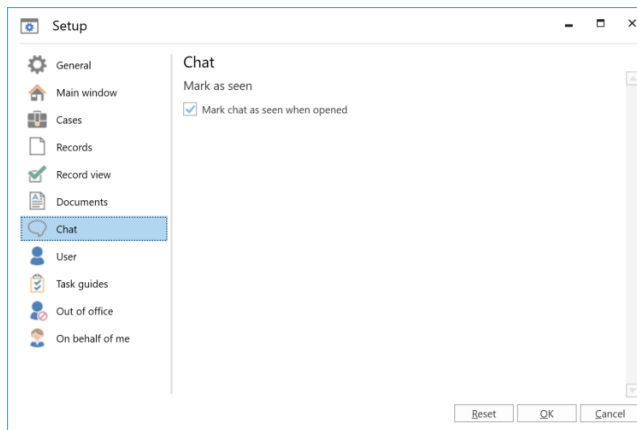 Setup
General
Main window
Cases
Records
Record view
Documents
Chat
User
Task guides
Out of office
On behalf of me
Chat
Mark as seen
Mark chat as seen when opened
Reset
OK
Cancel